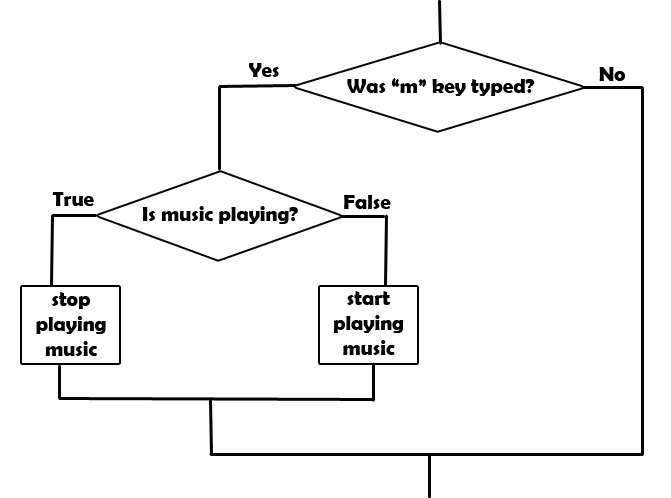 Yes
Was “m” key typed?
No
True
Is music playing?
False
stop
playing
music
start
playing
music